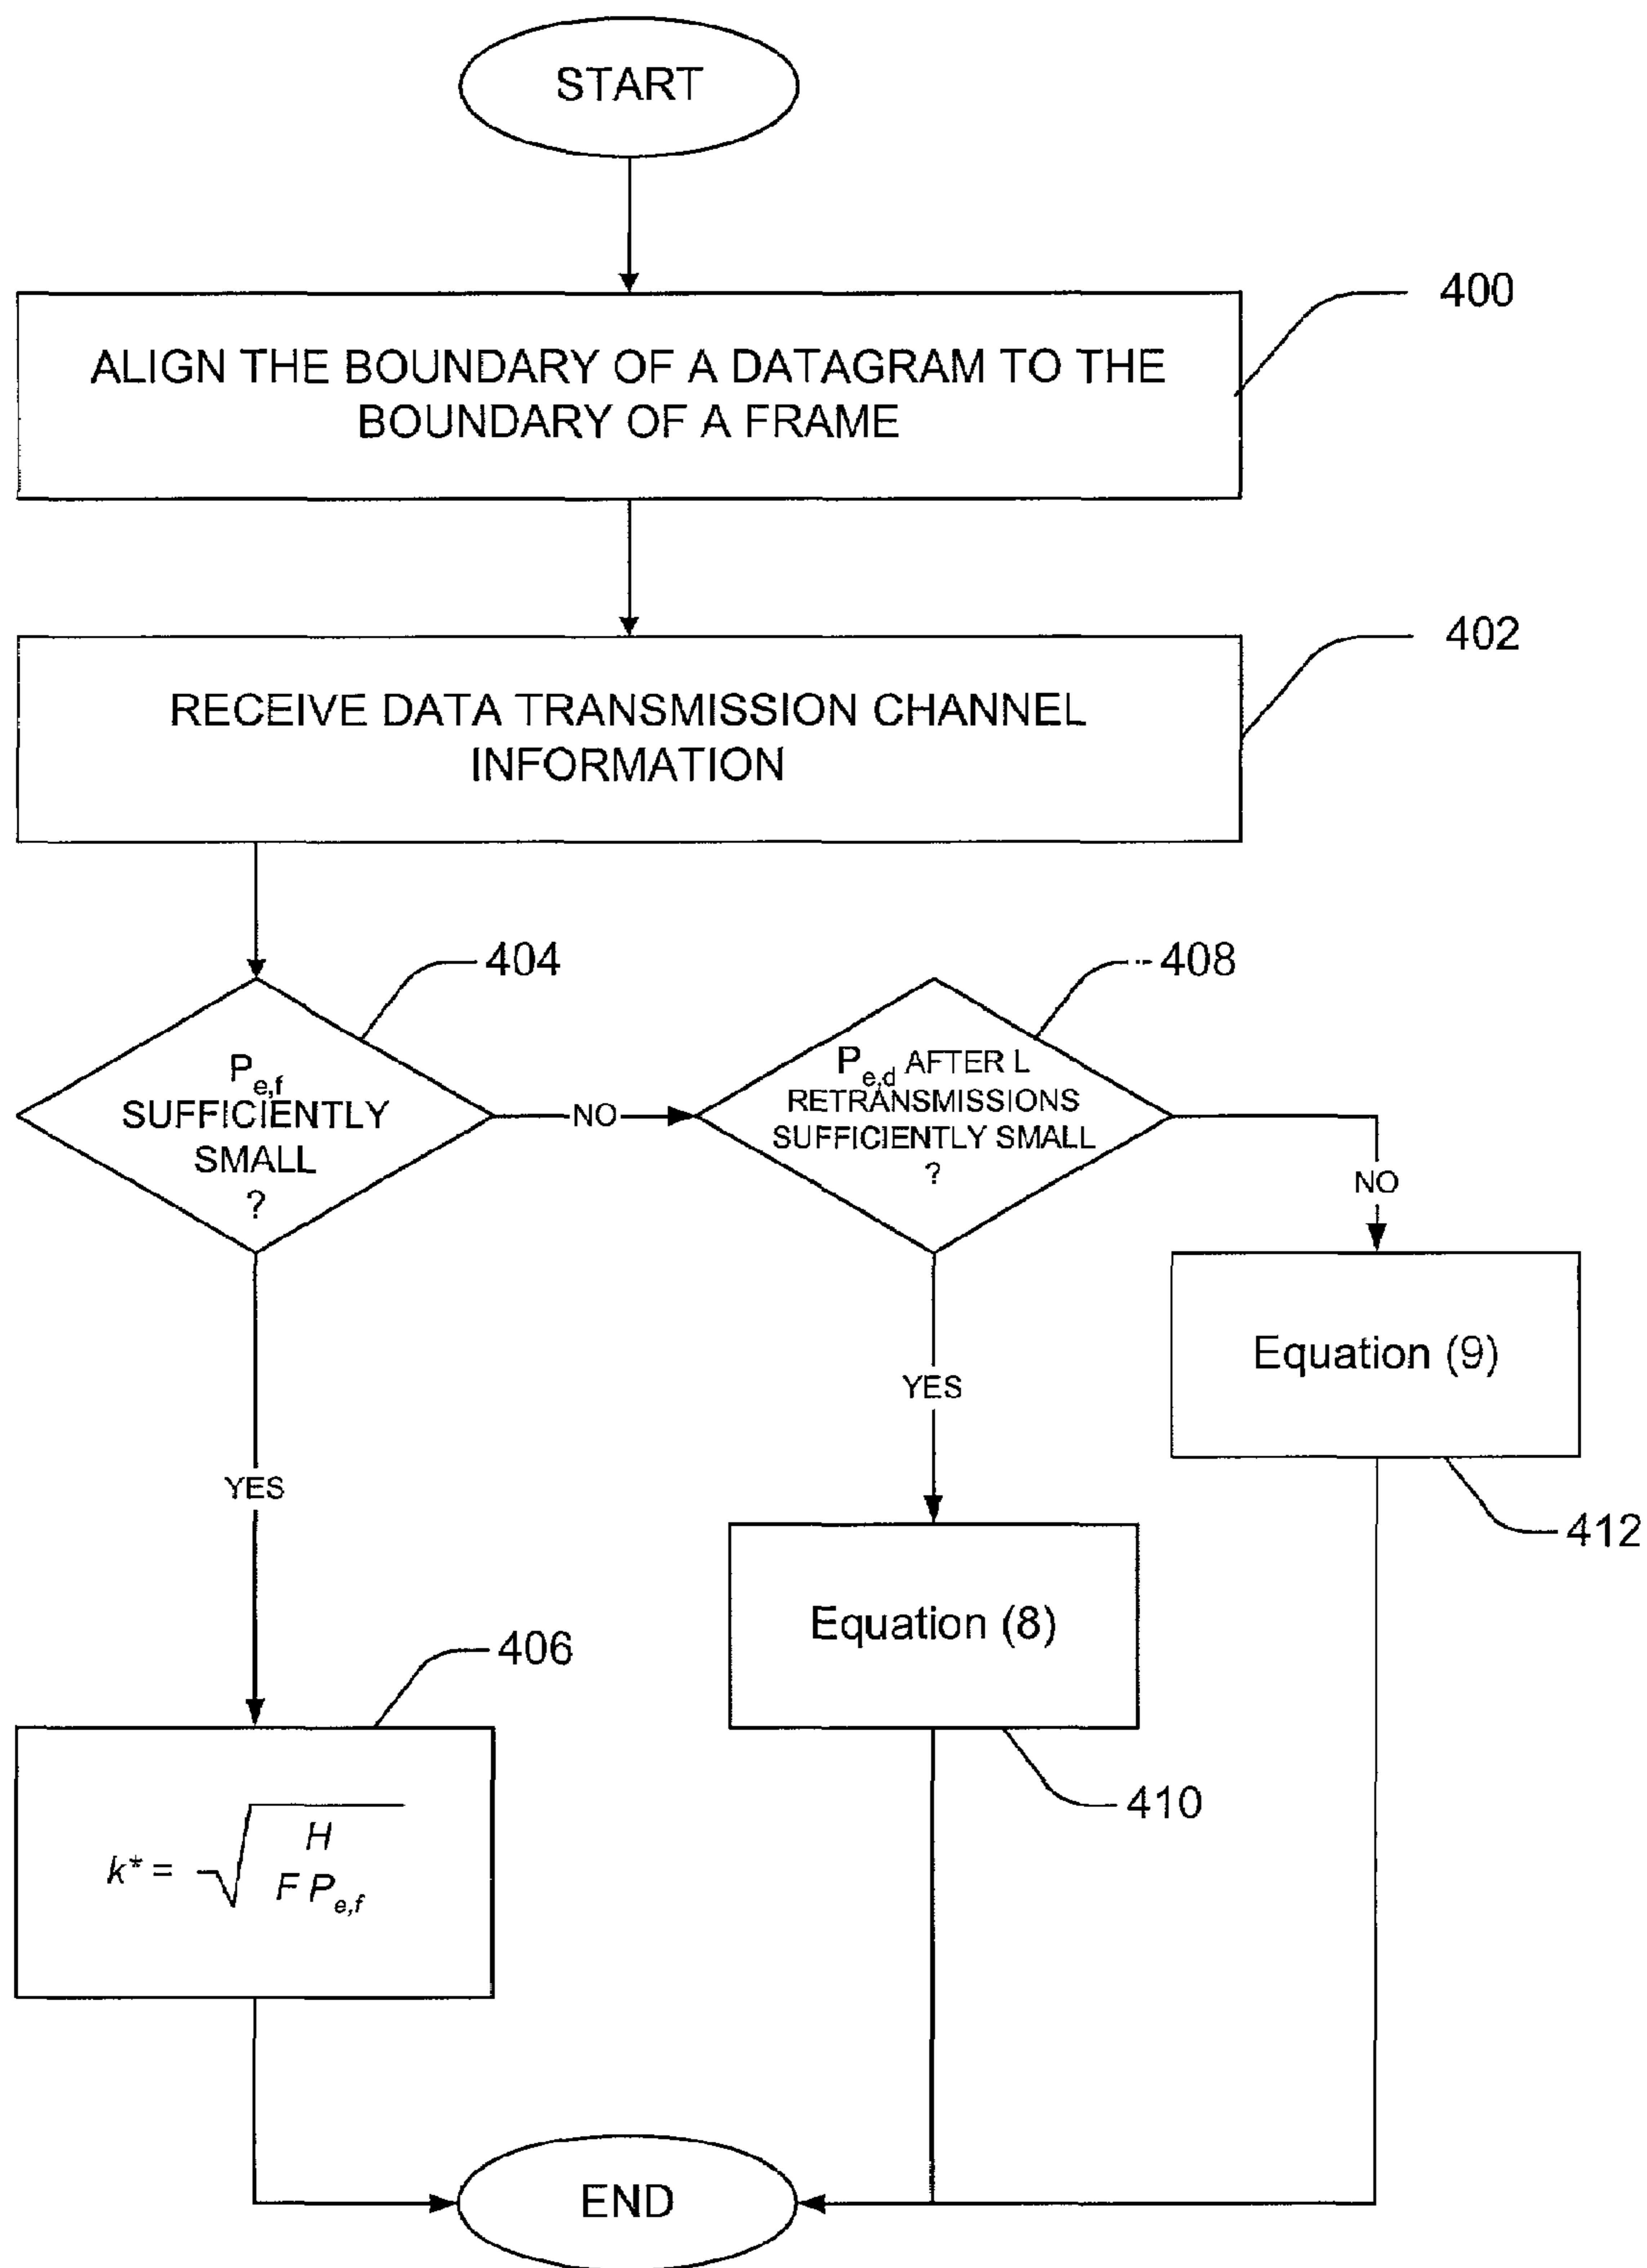 START
400
ALIGN THE BOUNDARY OF A DATAGRAM TO THE
BOUNDARY OF A FRAME
402
RECEIVE DATA TRANSMISSION CHANNEL
INFORMATION
404
408
Pe,f
SUFFICIENTLY
SMALL
?
NO
Pe,d AFTER L
RETRANSMISSIONS
SUFFICIENTLY SMALL
?
NO
Equation (9)
YES
YES
412
Equation (8)
406
410
k* = √ H
F Pe,f
END